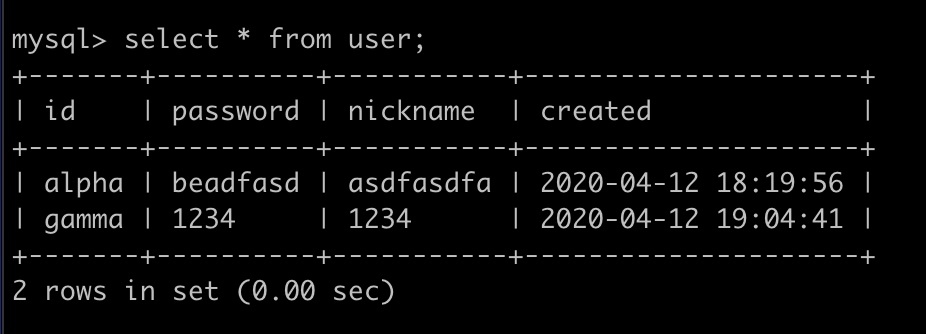 mysql> select * from user;
+-------+----------+-----------+---------------------+
| id    | password | nickname  | created             |
+-------+----------+-----------+---------------------+
| alpha | beadfasd | asdfasdfa | 2020-04-12 18:19:56 |
| gamma | 1234     | 1234      | 2020-04-12 19:04:41 |
+-------+----------+-----------+---------------------+
2 rows in set (0.00 sec)